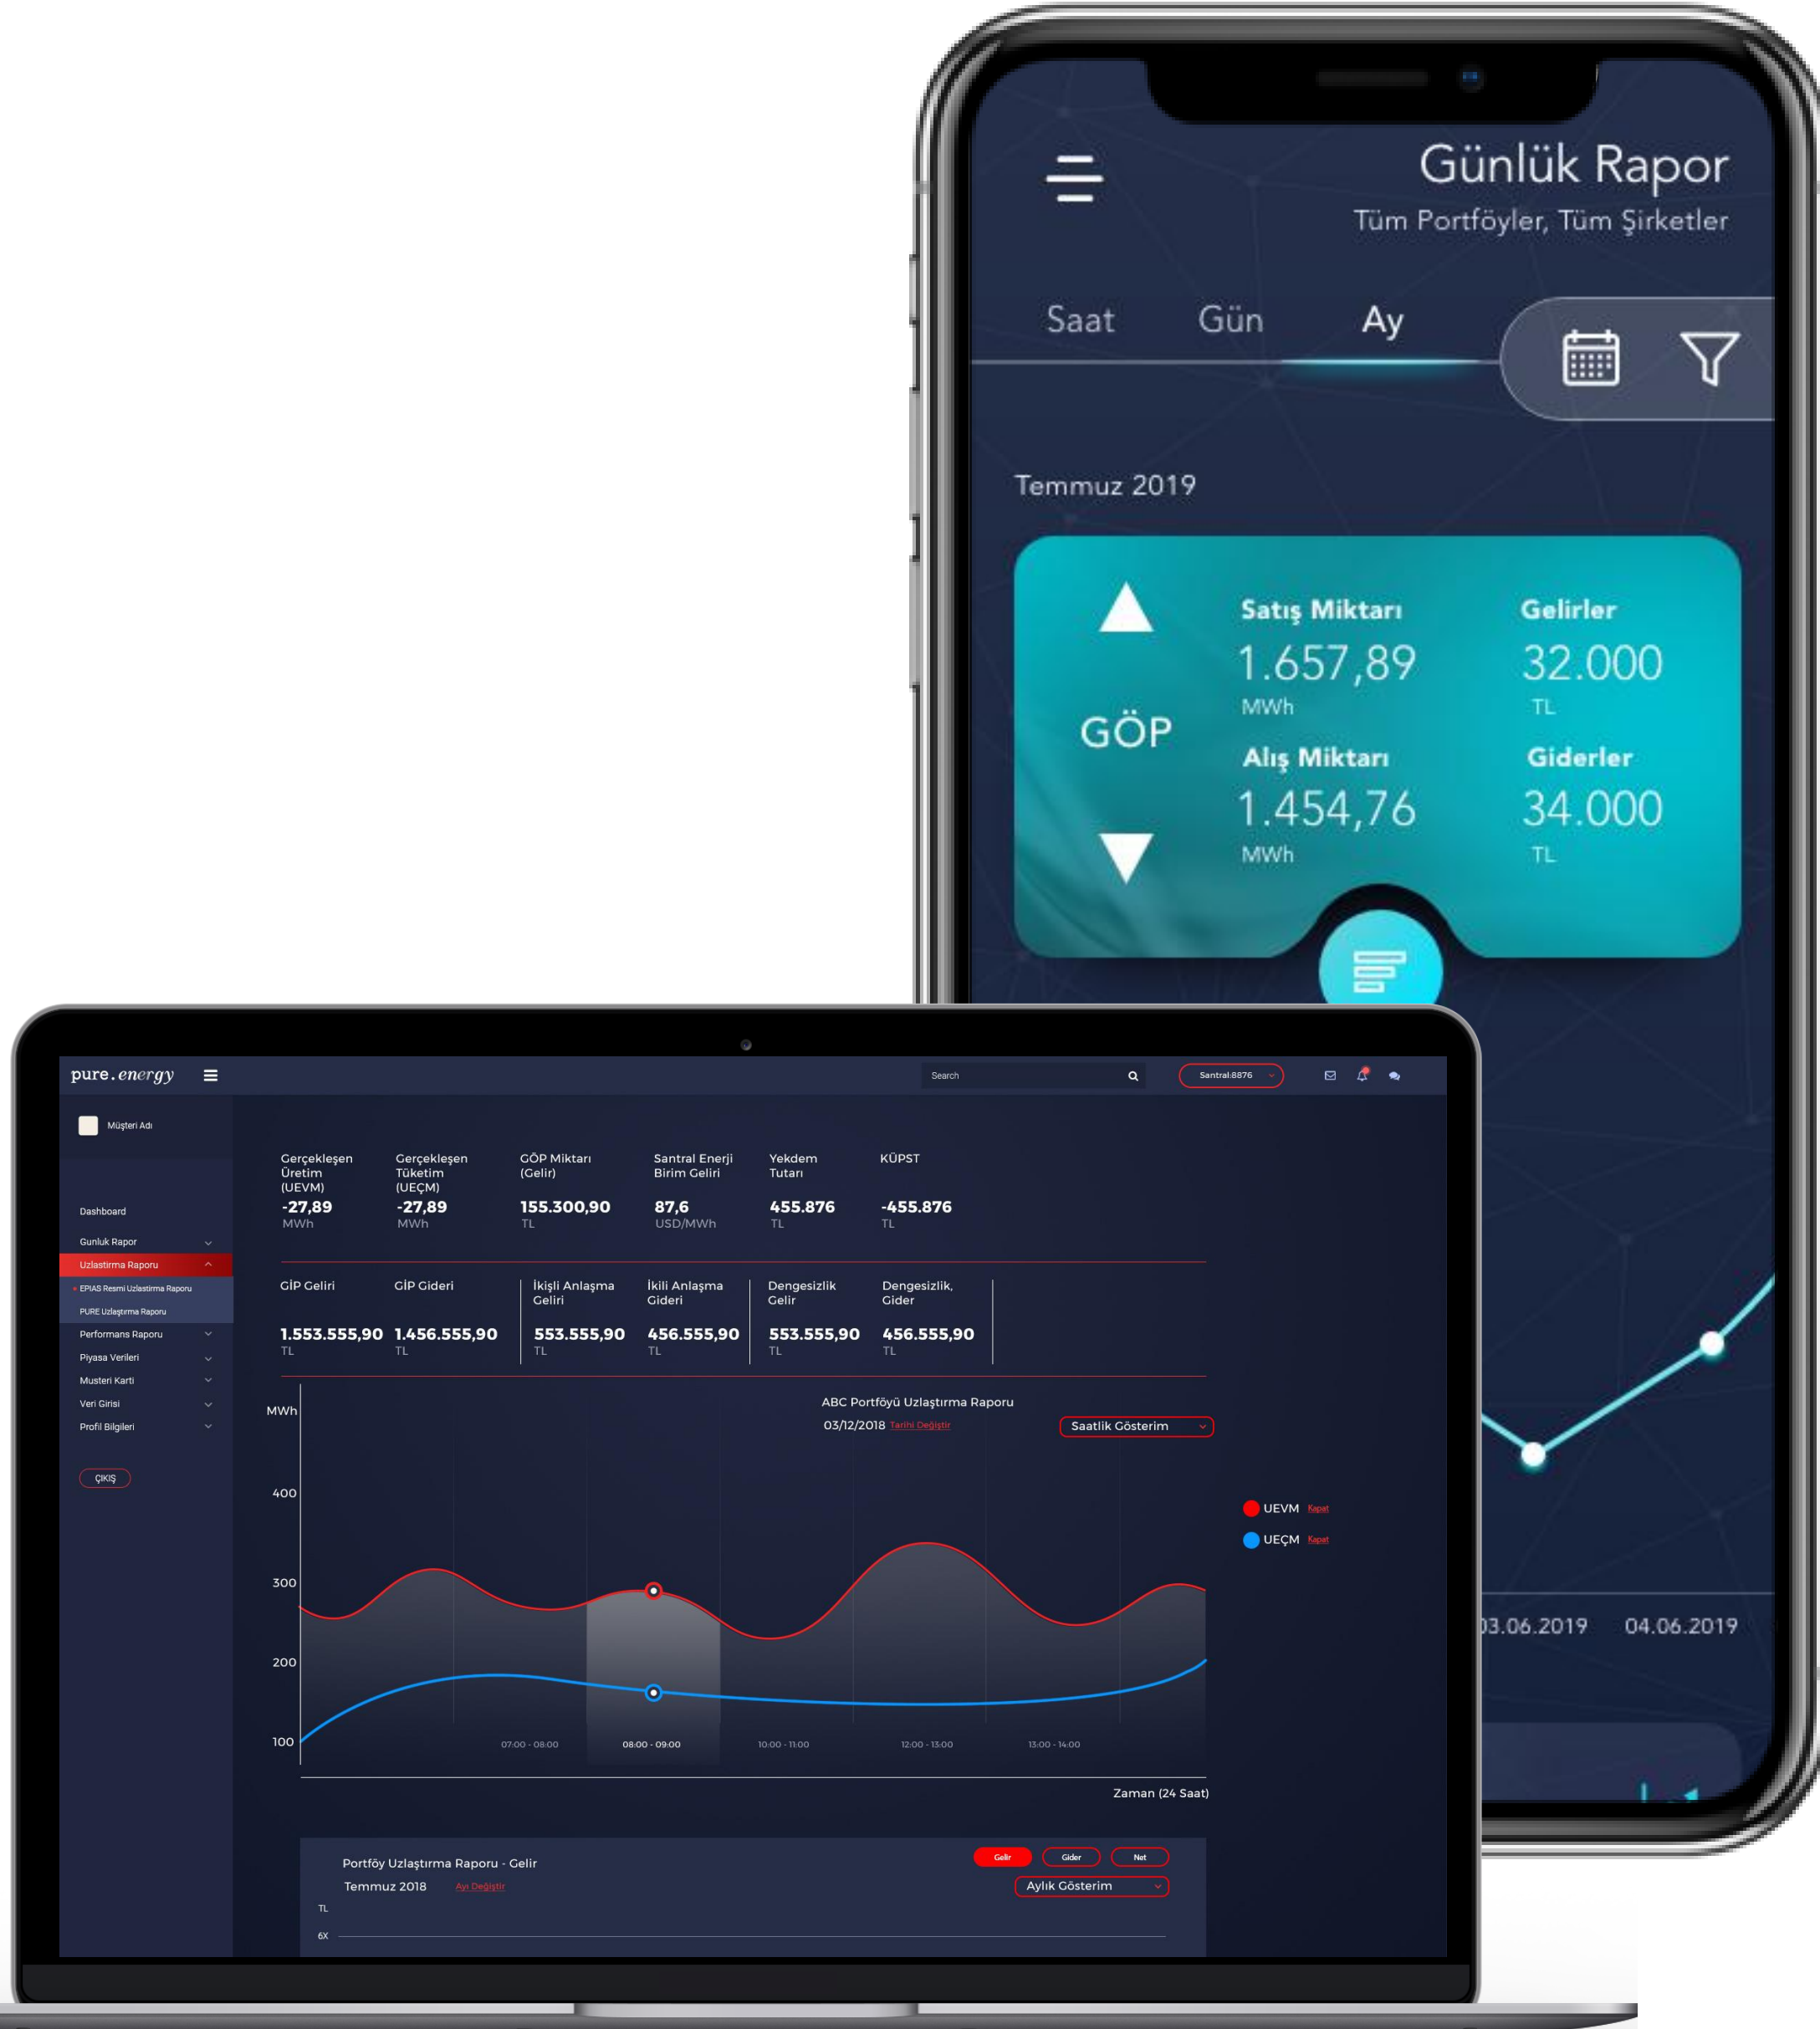 Günlük Rapor
Tüm Portföyler, Tüm Şirketler
Saat Gün Ay
Temmuz 2019
Satış Miktarı Gelirler
1.657,89 32.000
MWh TL
GÖP
Alış Miktarı Giderler
1.454,76 34.000
MWh TL
03.06.2019 04.06.2019
pure.energy
Search
Santral:8876
Müşteri Adı
Dashboard
Gunluk Rapor
Uzlastirma Raporu
EPIAS Resmi Uzlastirma Raporu
PURE Uzlaştırma Raporu
Performans Raporu
Piyasa Verileri
Musteri Karti
Veri Girisi
Profil Bilgileri
ÇIKIŞ
Gerçekleşen
Üretim
(UEVM)
-27,89
MWh
Gerçekleşen
Tüketim
(UEÇM)
-27,89
MWh
GÖP Miktarı
(Gelir)
155.300,90
TL
Santral Enerji
Birim Geliri
87,6
USD/MWh
Yekdem
Tutarı
455.876
TL
KÜPST
-455.876
TL
GİP Geliri
1.553.555,90
TL
GİP Gideri
1.456.555,90
TL
İkişli Anlaşma
Geliri
553.555,90
TL
İkili Anlaşma
Gideri
456.555,90
TL
Dengesizlik
Gelir
553.555,90
TL
Dengesizlik,
Gider
456.555,90
TL
ABC Portföyü Uzlaştırma Raporu
03/12/2018 Tarihi Değiştir
Saatlik Gösterim
MWh
400
300
200
100
UEVM Kapat
UEÇM Kapat
07:00 - 08:00 08:00 - 09:00 10:00 - 11:00 12:00 - 13:00 13:00 - 14:00
Zaman (24 Saat)
Portföy Uzlaştırma Raporu - Gelir
Temmuz 2018 Ayı Değiştir
Gelir Gider Net
Aylık Gösterim
TL
6X